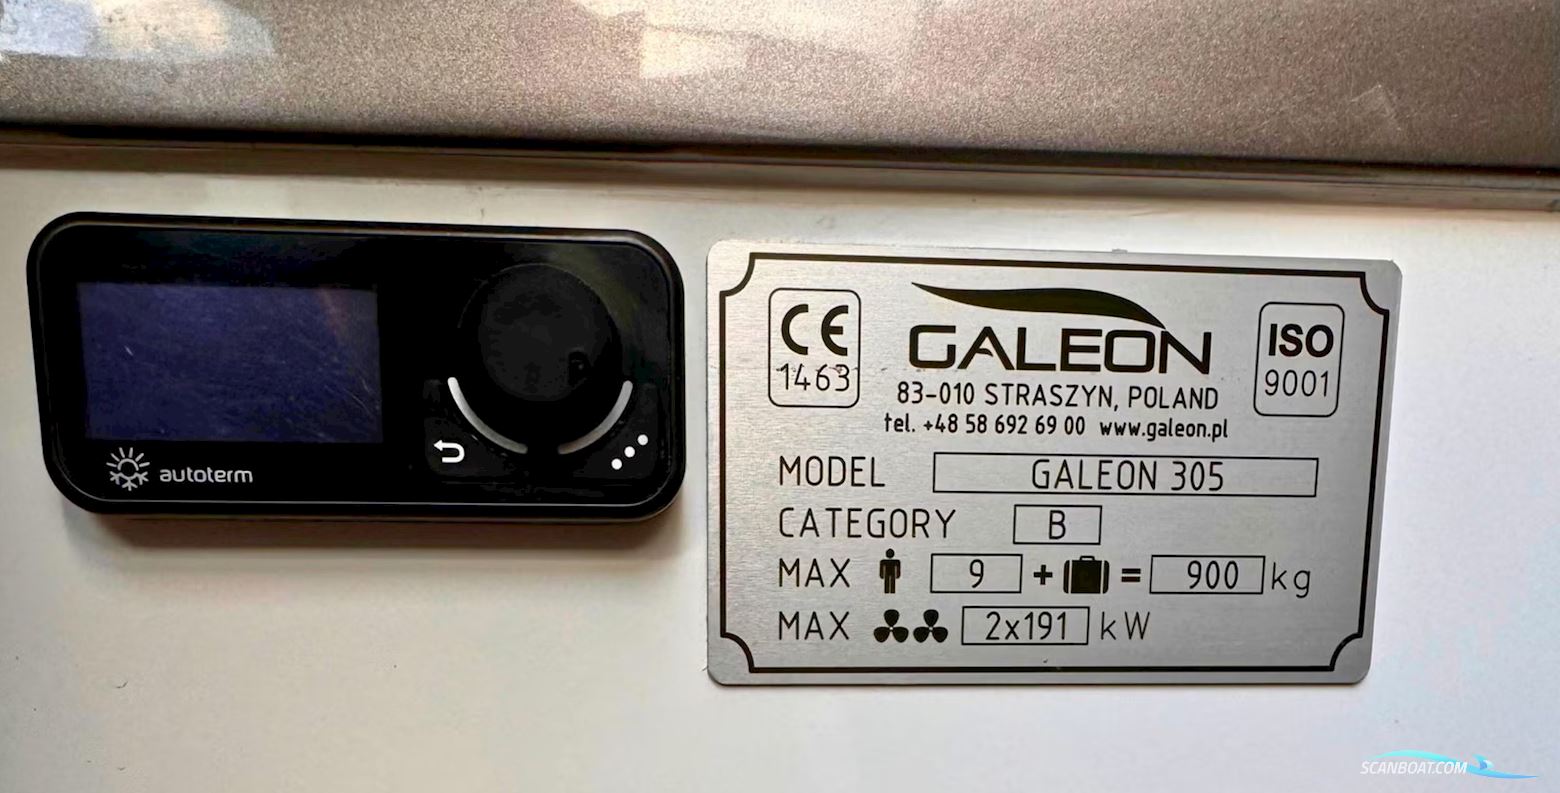 autoterm
CE
1463
GALEON
ISO
9001
83-010 STRASZYN, POLAND
tel. +48 58 692 69 00 www.galeon.pl
MODEL GALEON 305
CATEGORY B
MAX 9 + = 900 kg
MAX 2x191 kW
SCANBOAT.COM